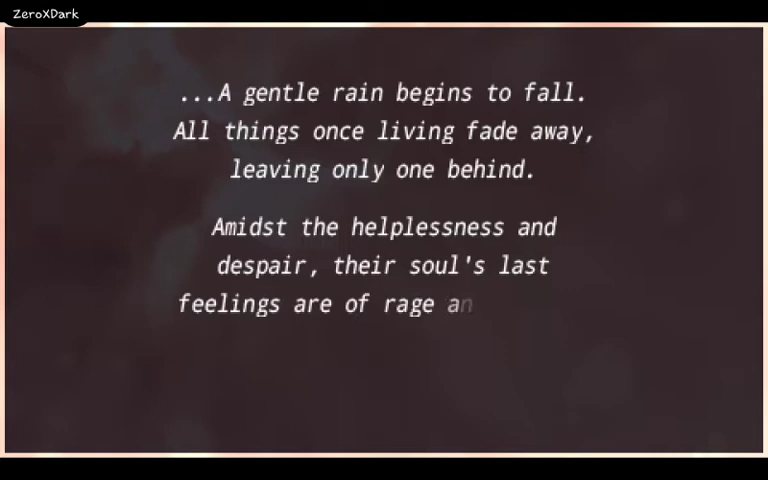 ZeroXDark
...A gentle rain begins to fall.
All things once living fade away,
leaving only one behind.
Amidst the helplessness and
despair, their soul's last
feelings are of rage an